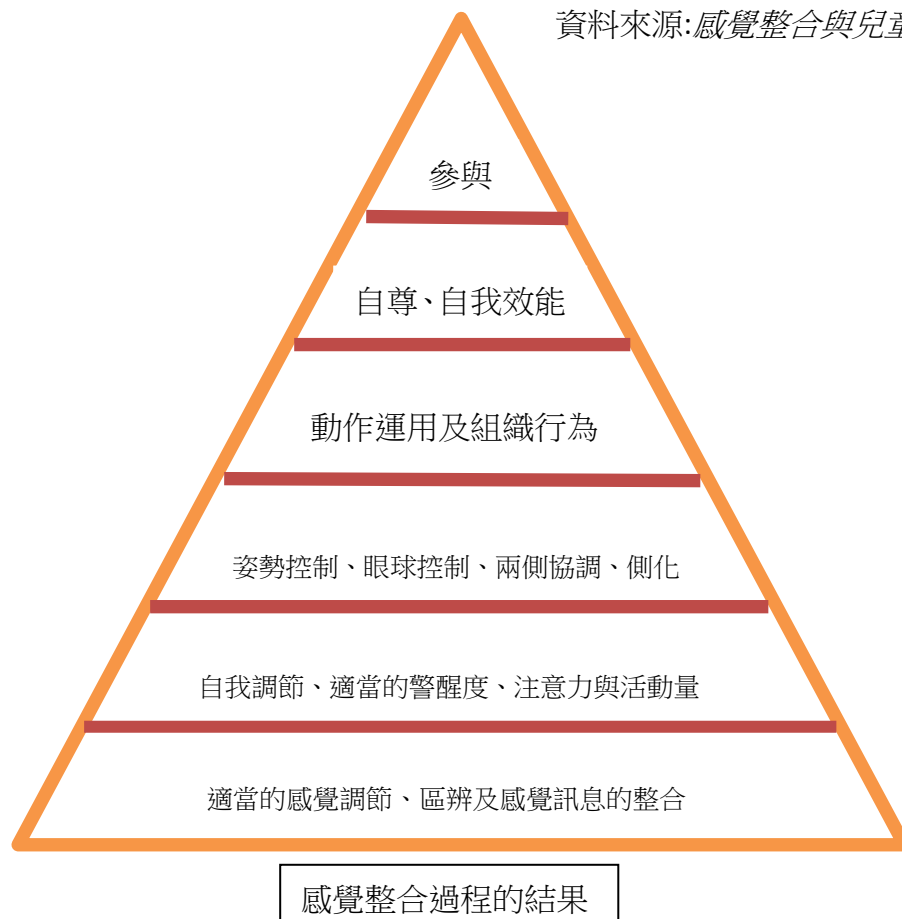 資料來源:感覺整合與兒童
參與
自尊、自我效能
動作運用及組織行為
姿勢控制、眼球控制、兩側協調、側化
自我調節、適當的警醒度、注意力與活動量
適當的感覺調節、區辨及感覺訊息的整合
感覺整合過程的結果